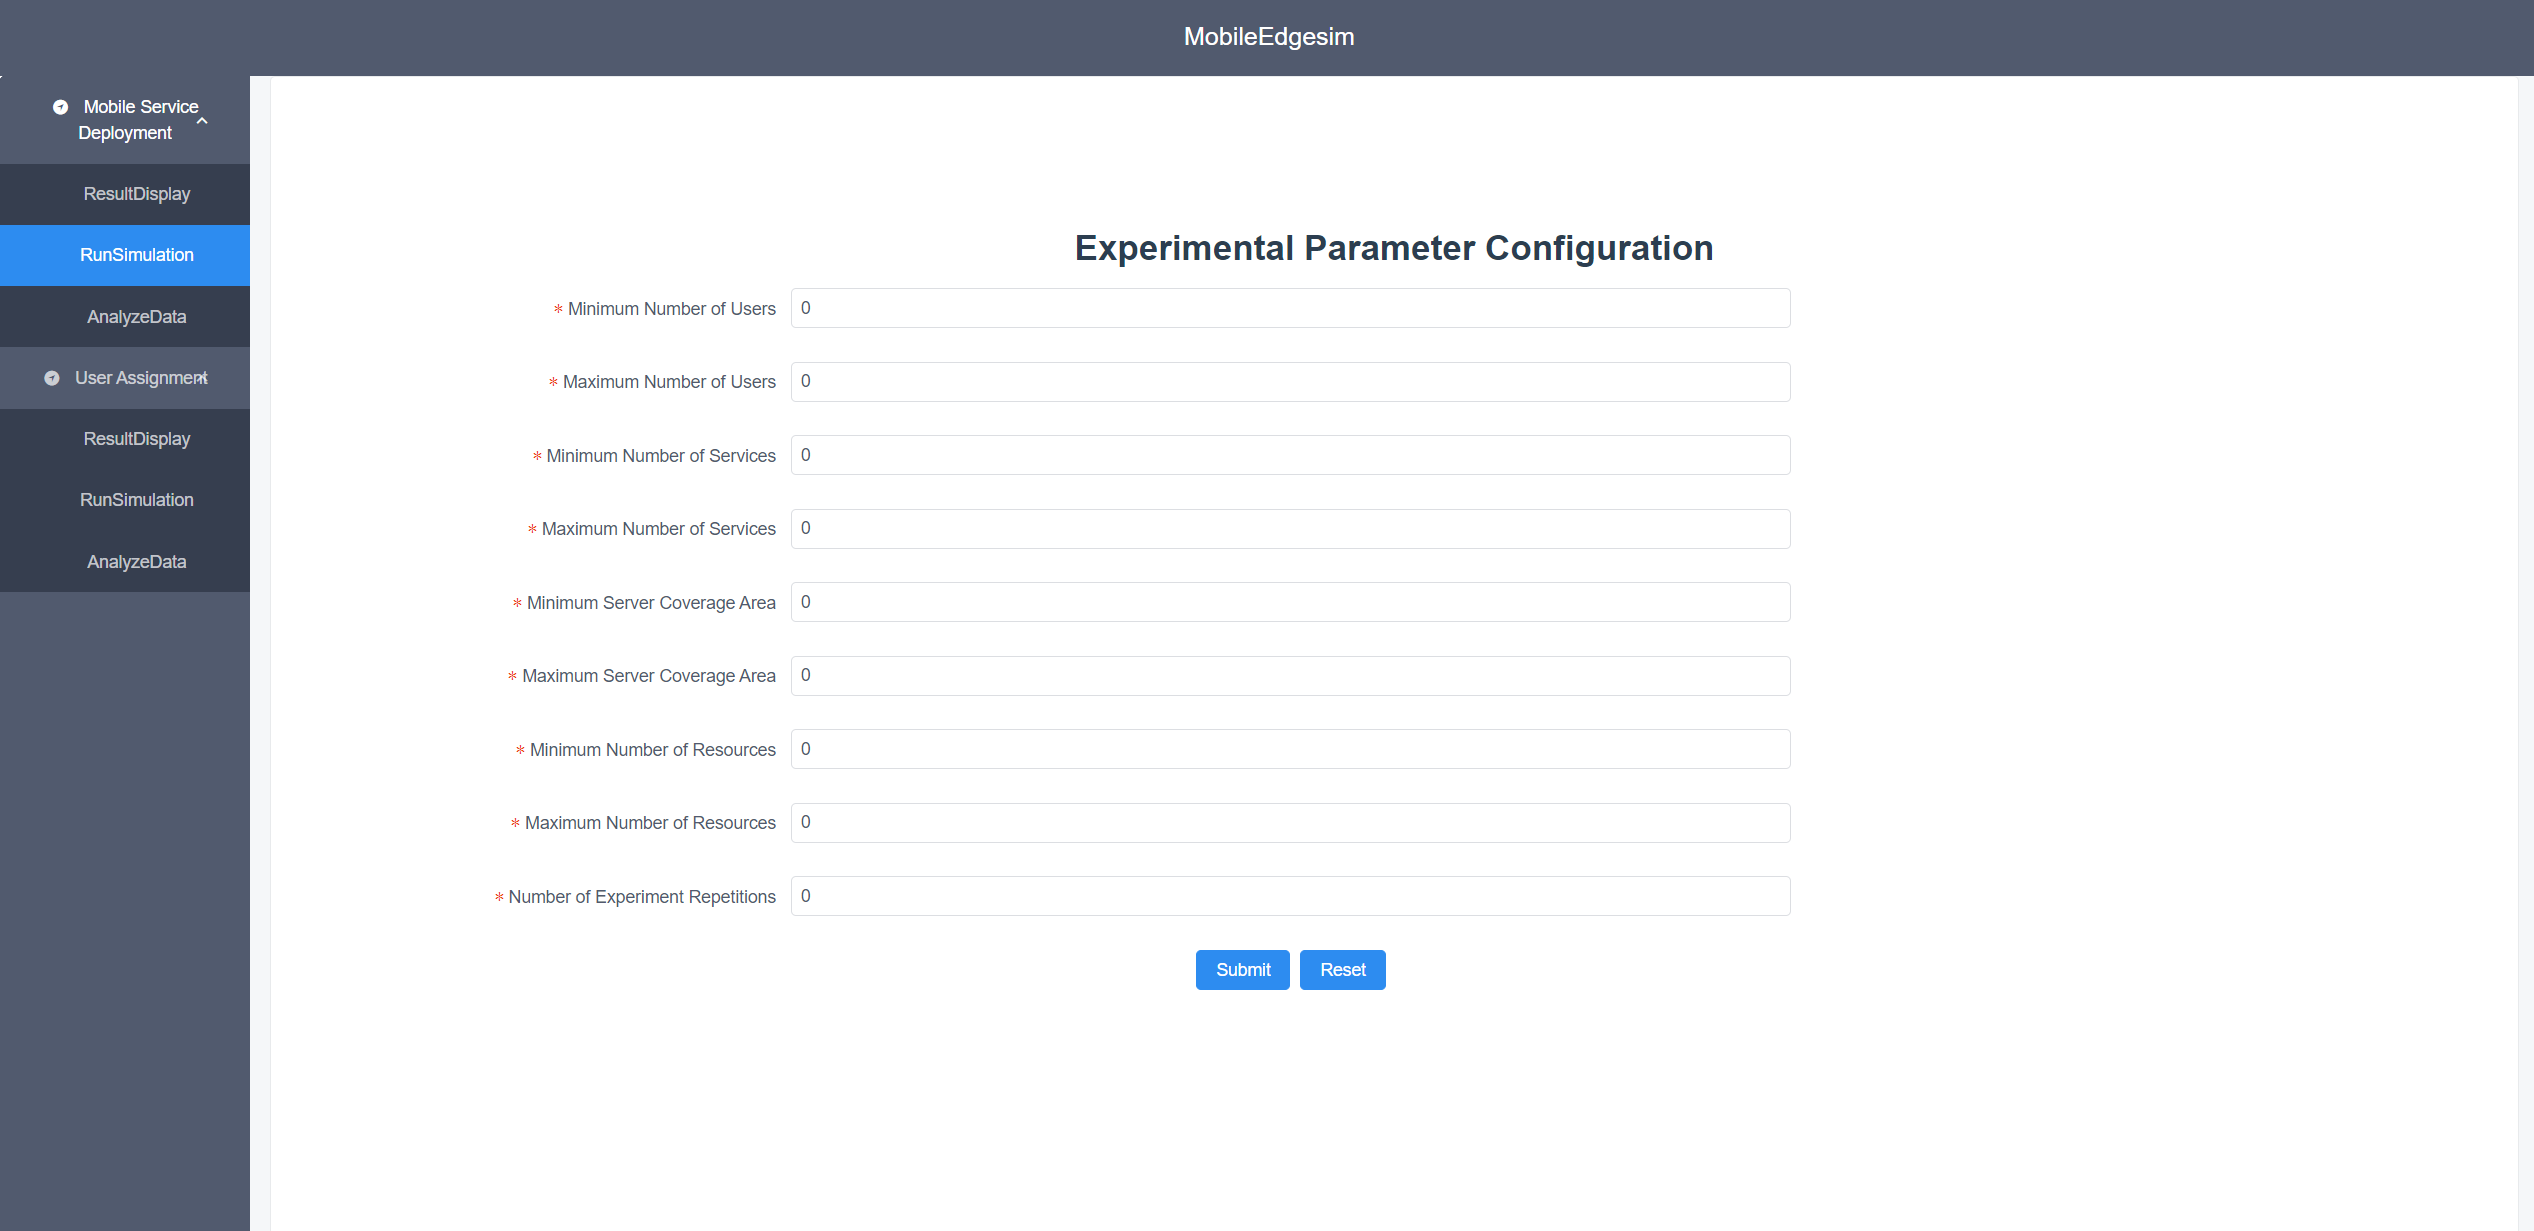 MobileEdgesim
Mobile Service
Deployment
ResultDisplay
RunSimulation
AnalyzeData
User Assignment
ResultDisplay
RunSimulation
AnalyzeData
Experimental Parameter Configuration
* Minimum Number of Users 0
* Maximum Number of Users 0
* Minimum Number of Services 0
* Maximum Number of Services 0
* Minimum Server Coverage Area 0
* Maximum Server Coverage Area 0
* Minimum Number of Resources 0
* Maximum Number of Resources 0
* Number of Experiment Repetitions 0
Submit Reset